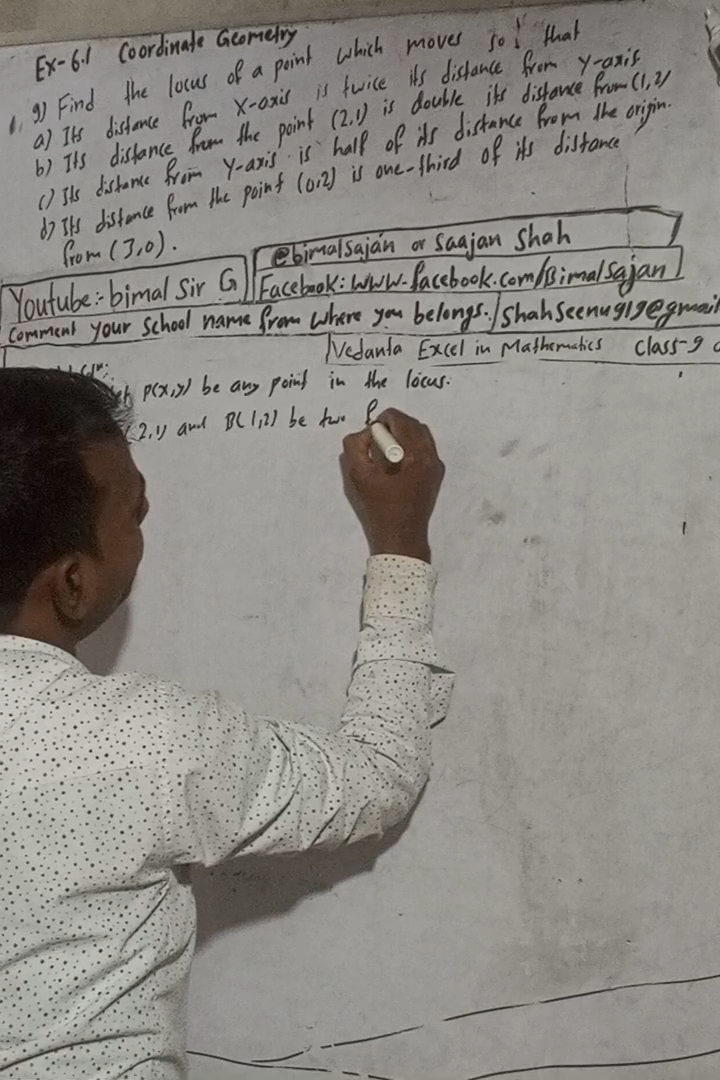 Ex-6.1 Coordinate Geometry
1. g) Find the locus of a point which moves so that
a) Its distance from X-axis is twice its distance from Y-axis
b) Its distance from the point (2,1) is double its distance from (1,2)
c) Its distance from Y-axis is half of its distance from the origin.
d) Its distance from the point (0,2) is one-third of its distance
from (3,0).
@bimalsajan or Saajan Shah
Youtube:- bimal Sir G
Facebook: www.facebook.com/Bimalsajan
Comment your School name from where you belongs. shahseenu919@gmail
Vedanta Excel in Mathematics Class-9
P(x,y) be any point in the locus.
2,1) and B(1,2) be two f